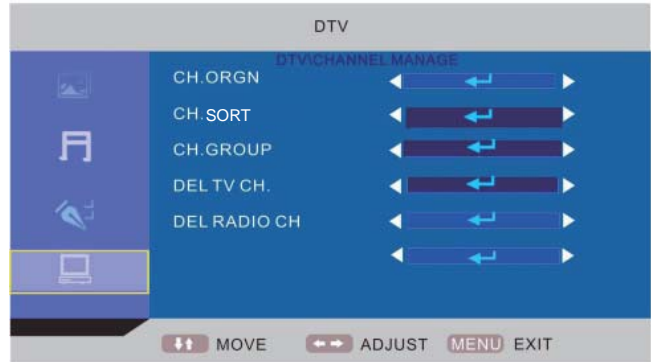 DTV
DTV\CHANNEL MANAGE
CH.ORGN
CH.SORT
CH.GROUP
DEL TV CH.
DEL RADIO CH
MOVE ADJUST MENU EXIT